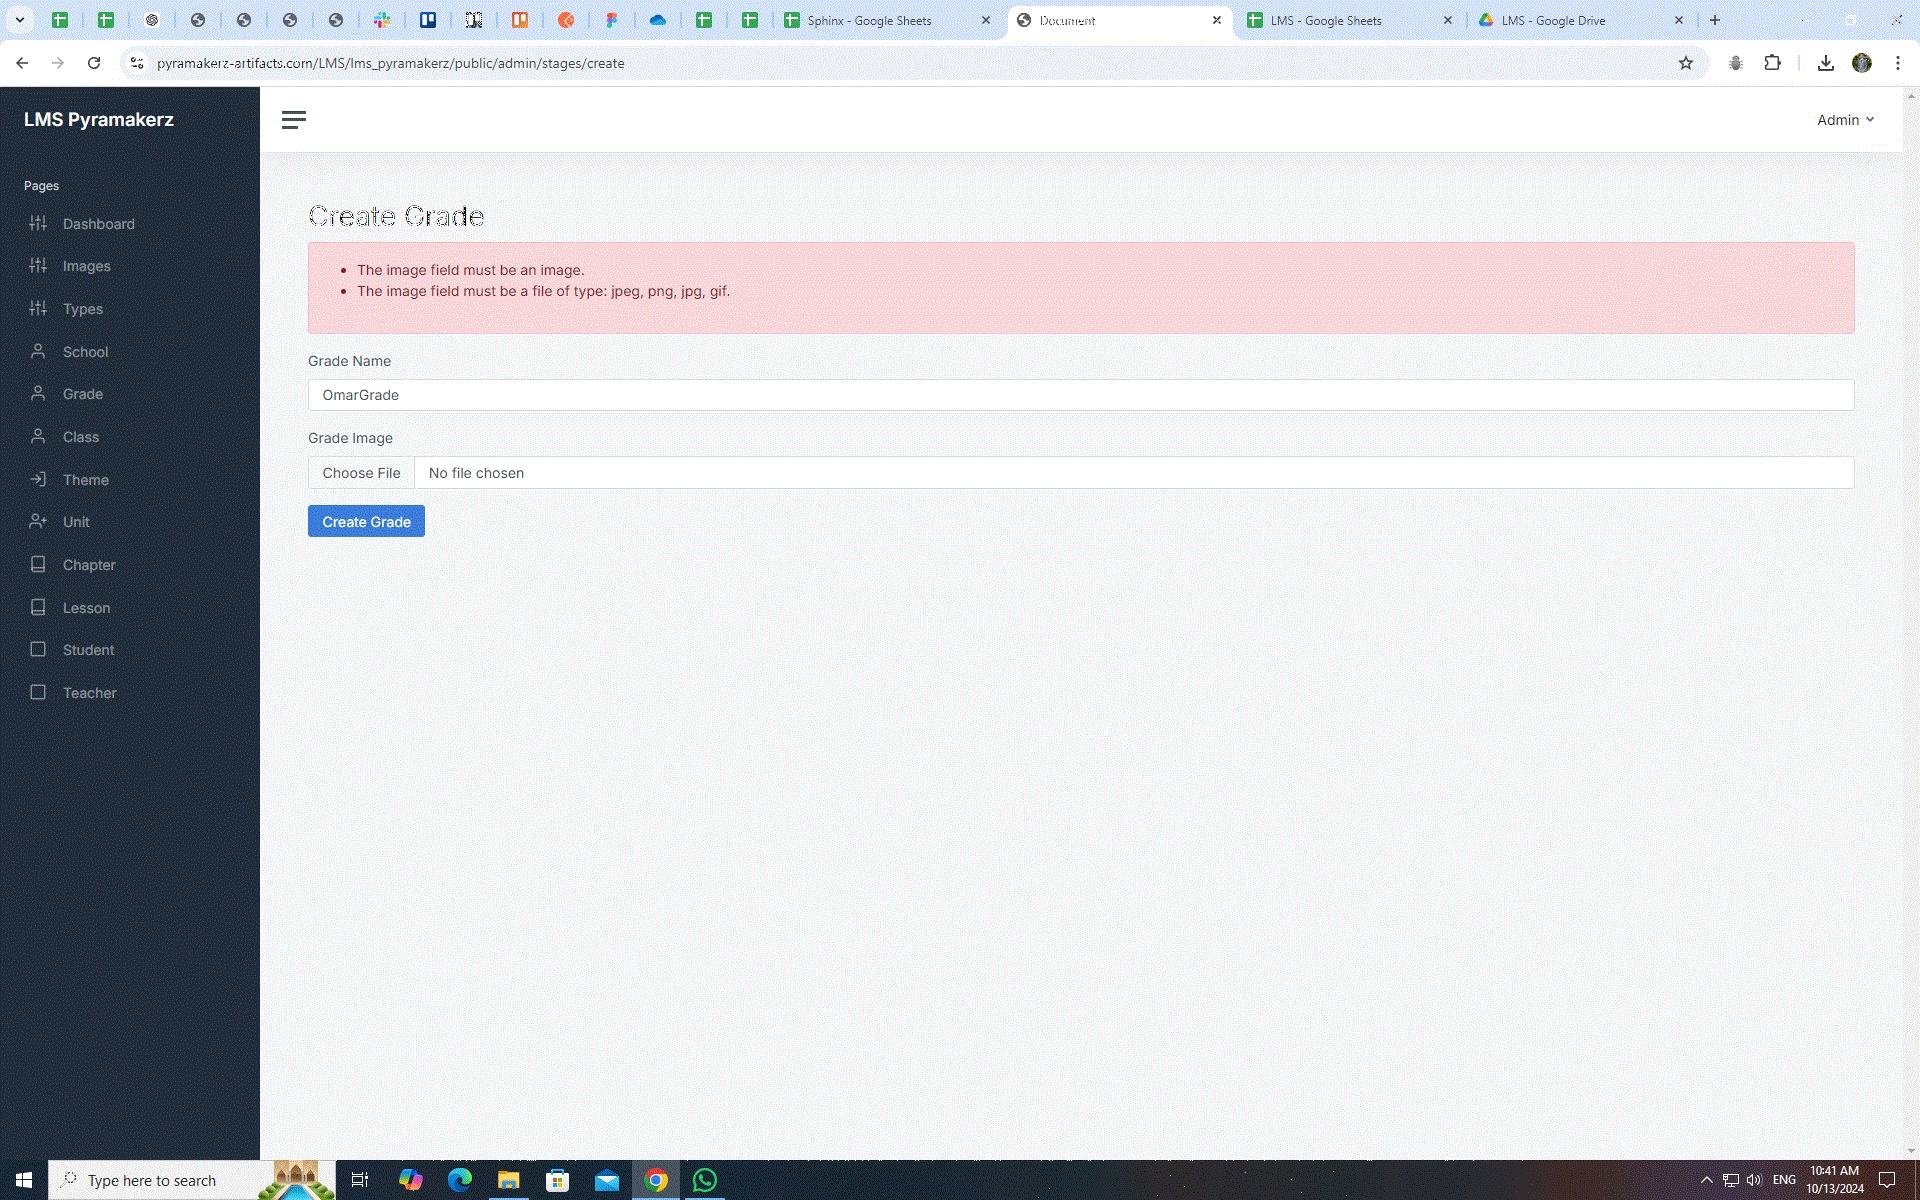 Sphinx - Google Sheets
Document
LMS - Google Sheets
LMS - Google Drive
pyramakerz-artifacts.com/LMS/lms_pyramakerz/public/admin/stages/create
LMS Pyramakerz
Admin
Pages
Dashboard
Images
Types
School
Grade
Class
Theme
Unit
Chapter
Lesson
Student
Teacher
Create Grade
The image field must be an image.
The image field must be a file of type: jpeg, png, jpg, gif.
Grade Name
OmarGrade
Grade Image
Choose File
No file chosen
Create Grade
Type here to search
ENG
10:41 AM
10/13/2024